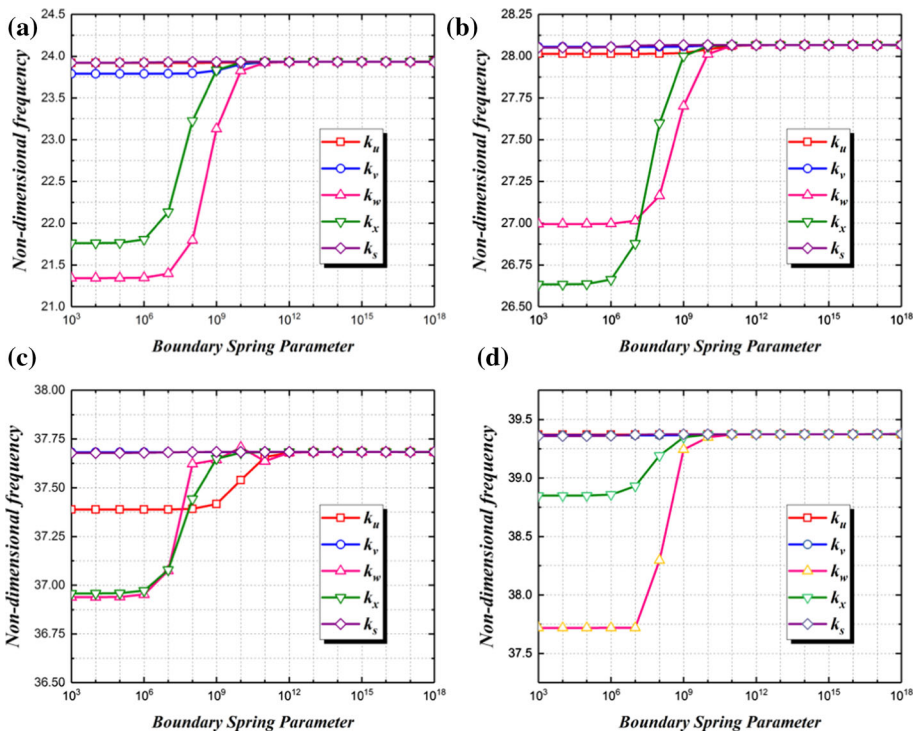 (a)
Non-dimensional frequency
24.5
24.0
23.5
23.0
22.5
22.0
21.5
21.0
k_u
k_v
k_w
k_x
k_s
10^3 10^6 10^9 10^12 10^15 10^18
Boundary Spring Parameter
(b)
Non-dimensional frequency
28.25
28.00
27.75
27.50
27.25
27.00
26.75
26.50
k_u
k_v
k_w
k_x
k_s
10^3 10^6 10^9 10^12 10^15 10^18
Boundary Spring Parameter
(c)
Non-dimensional frequency
38.00
37.75
37.50
37.25
37.00
36.75
36.50
k_u
k_v
k_w
k_x
k_s
10^3 10^6 10^9 10^12 10^15 10^18
Boundary Spring Parameter
(d)
Non-dimensional frequency
39.5
39.0
38.5
38.0
37.5
k_u
k_v
k_w
k_x
k_s
10^3 10^6 10^9 10^12 10^15 10^18
Boundary Spring Parameter